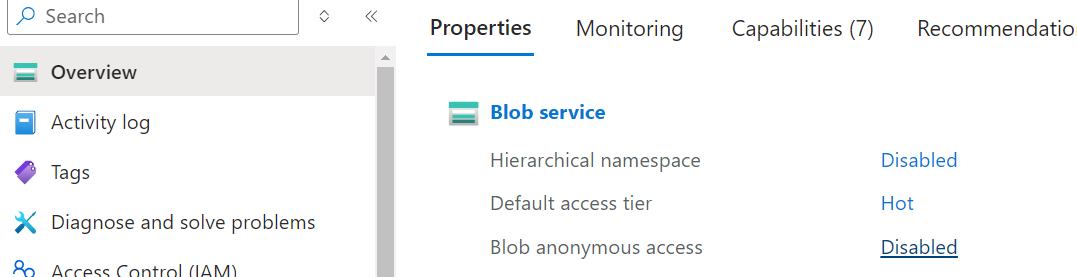 Search
Overview
Activity log
Tags
Diagnose and solve problems
Access Control (IAM)
Properties Monitoring Capabilities (7) Recommendatio
Blob service
Hierarchical namespace Disabled
Default access tier Hot
Blob anonymous access Disabled